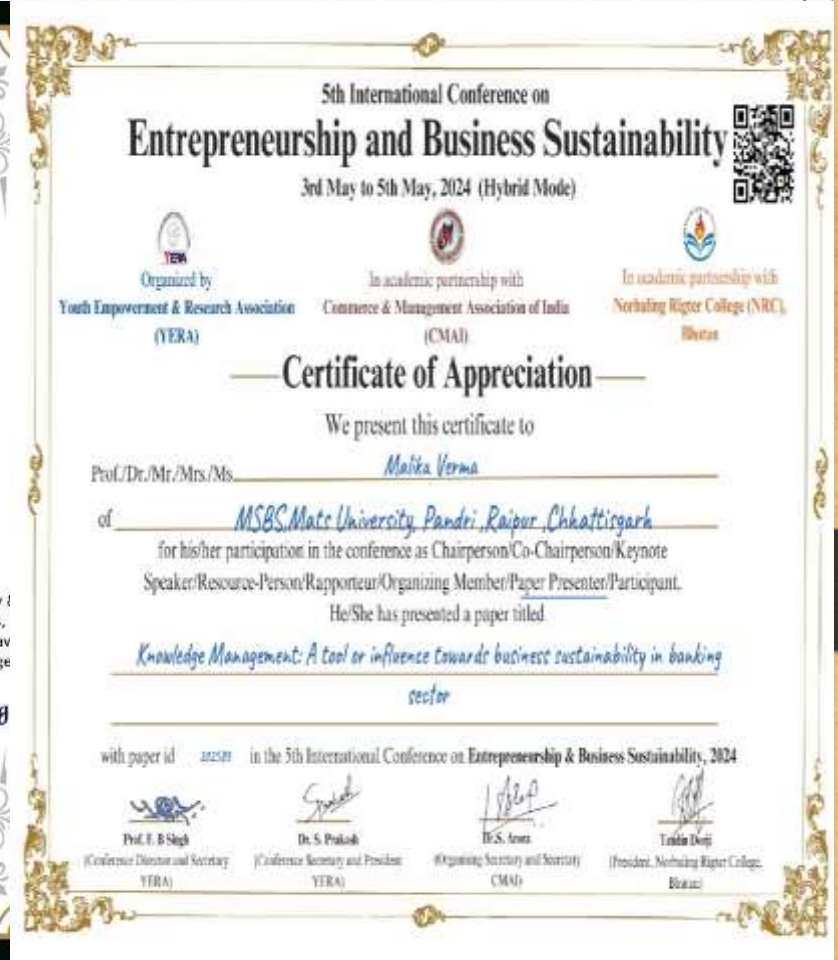 5th International Conference on
Entrepreneurship and Business Sustainability
3rd May to 5th May, 2024 (Hybrid Mode)
YERA
Organized by
Youth Empowerment & Research Association
(YERA)
In academic partnership with
Commerce & Management Association of India
(CMAI)
In academic partnership with
Norbuling Rigter College (NRC),
Bhutan
Certificate of Appreciation
We present this certificate to
Prof./Dr./Mr./Mrs./Ms. Malika Verma
of MSBS,Mats University, Pandri ,Raipur ,Chhattisgarh
for his/her participation in the conference as Chairperson/Co-Chairperson/Keynote
Speaker/Resource-Person/Rapporteur/Organizing Member/Paper Presenter/Participant.
He/She has presented a paper titled
Knowledge Management: A tool or influence towards business sustainability in banking
sector
with paper id in the 5th International Conference on Entrepreneurship & Business Sustainability, 2024
Prof. Singh
(Conference Director and Secretary
YERA)
Dr. S. Prakash
(Conference Secretary and President
YERA)
Dr.S. Arora
(Organising Secretary and Secretary
CMAI)
Tandin Dorji
(President, Norbuling Rigter College,
Bhutan)